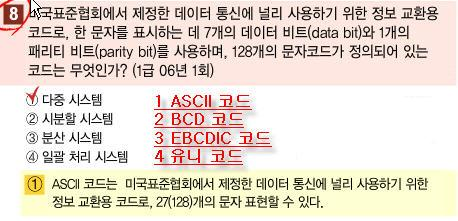 8 미국표준협회에서 제정한 데이터 통신에 널리 사용하기 위한 정보 교환용
코드로, 한 문자를 표시하는 데 7개의 데이터 비트(data bit)와 1개의
패리티 비트(parity bit)를 사용하며, 128개의 문자코드가 정의되어 있는
코드는 무엇인가? (1급 06년 1회)
① 다중 시스템 1 ASCII 코드
② 시분할 시스템 2 BCD 코드
③ 분산 시스템 3 EBCDIC 코드
④ 일괄 처리 시스템 4 유니 코드
① ASCII 코드는 미국표준협회에서 제정한 데이터 통신에 널리 사용하기 위한
정보 교환용 코드로, 27(128)개의 문자 표현할 수 있다.